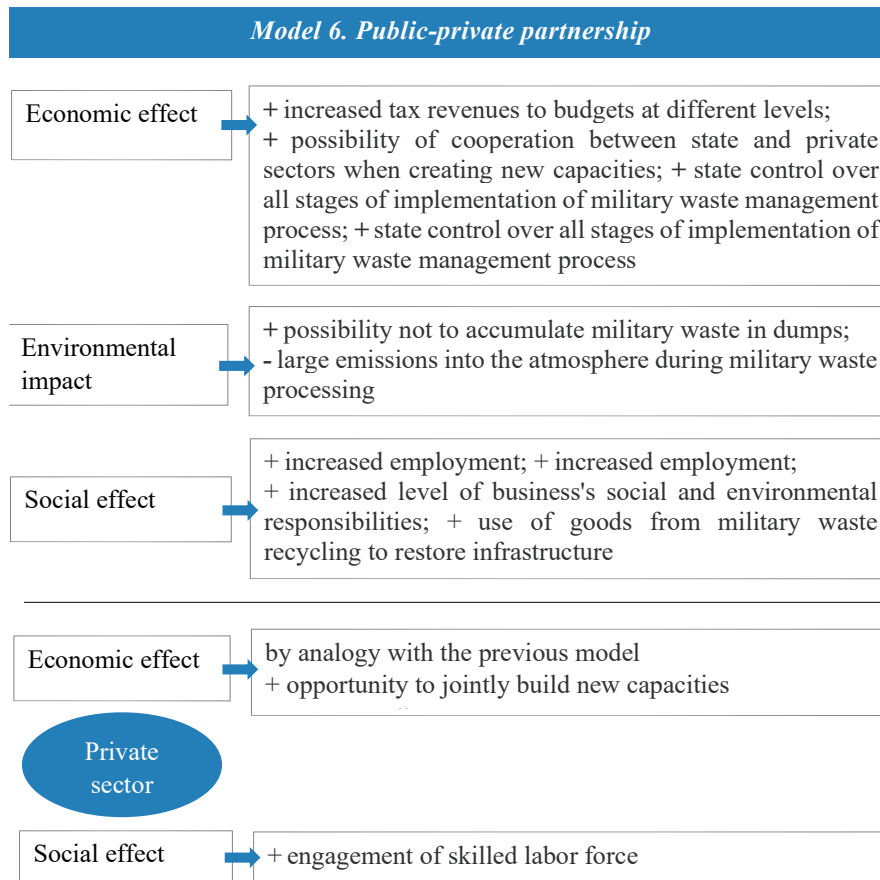 Model 6. Public-private partnership
Economic effect
+ increased tax revenues to budgets at different levels;
+ possibility of cooperation between state and private
sectors when creating new capacities; + state control over
all stages of implementation of military waste management
process; + state control over all stages of implementation of
military waste management process
Environmental
impact
+ possibility not to accumulate military waste in dumps;
- large emissions into the atmosphere during military waste
processing
Social effect
+ increased employment; + increased employment;
+ increased level of business's social and environmental
responsibilities; + use of goods from military waste
recycling to restore infrastructure
Economic effect
by analogy with the previous model
+ opportunity to jointly build new capacities
Private
sector
Social effect
+ engagement of skilled labor force